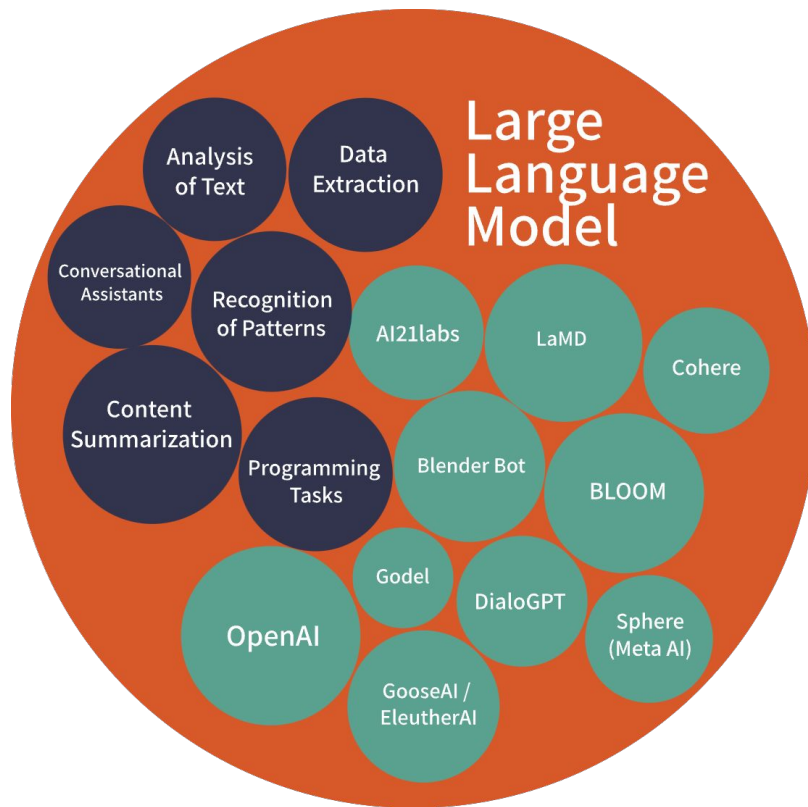 Large
Language
Model
Analysis
of Text
Data
Extraction
Conversational
Assistants
Recognition
of Patterns
AI21labs
LaMD
Cohere
Content
Summarization
Programming
Tasks
Blender Bot
BLOOM
Godel
DialoGPT
Sphere
(Meta AI)
OpenAI
GooseAI /
EleutherAI